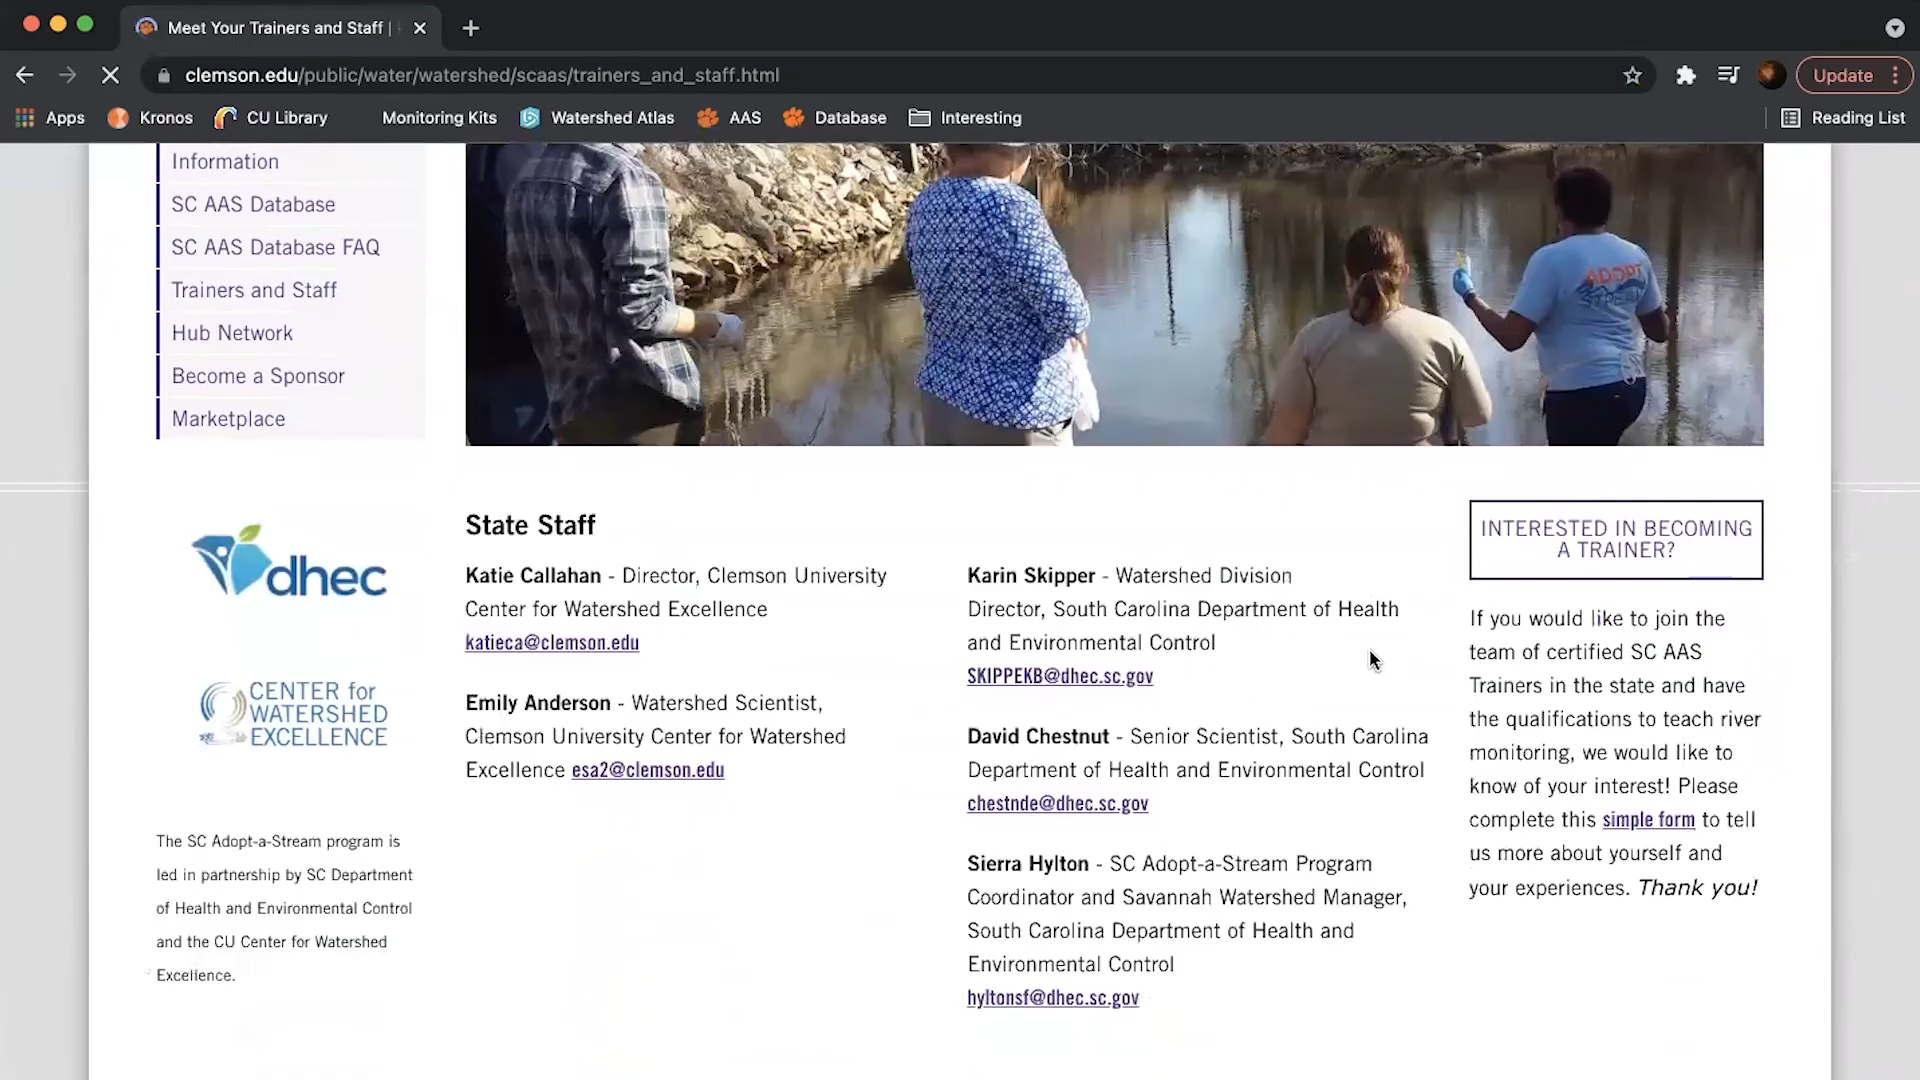 Meet Your Trainers and Staff |
clemson.edu/public/water/watershed/scaas/trainers_and_staff.html
Update
Apps
Kronos
CU Library
Monitoring Kits
Watershed Atlas
AAS
Database
Interesting
Reading List
Information
SC AAS Database
SC AAS Database FAQ
Trainers and Staff
Hub Network
Become a Sponsor
Marketplace
ADOPT
dhec
CENTER for
WATERSHED
EXCELLENCE
The SC Adopt-a-Stream program is
led in partnership by SC Department
of Health and Environmental Control
and the CU Center for Watershed
Excellence.
State Staff
Katie Callahan - Director, Clemson University
Center for Watershed Excellence
katieca@clemson.edu
Emily Anderson - Watershed Scientist,
Clemson University Center for Watershed
Excellence esa2@clemson.edu
Karin Skipper - Watershed Division
Director, South Carolina Department of Health
and Environmental Control
SKIPPEKB@dhec.sc.gov
David Chestnut - Senior Scientist, South Carolina
Department of Health and Environmental Control
chestnde@dhec.sc.gov
Sierra Hylton - SC Adopt-a-Stream Program
Coordinator and Savannah Watershed Manager,
South Carolina Department of Health and
Environmental Control
hyltonsf@dhec.sc.gov
INTERESTED IN BECOMING
A TRAINER?
If you would like to join the
team of certified SC AAS
Trainers in the state and have
the qualifications to teach river
monitoring, we would like to
know of your interest! Please
complete this simple form to tell
us more about yourself and
your experiences. Thank you!